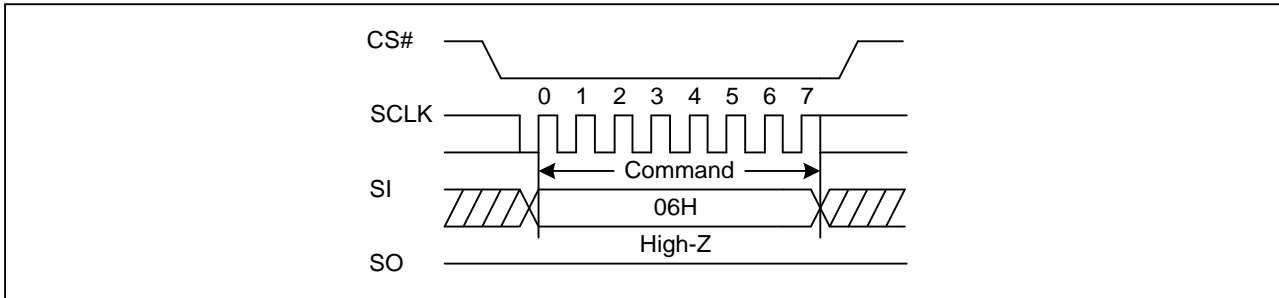 CS#
0 1 2 3 4 5 6 7
SCLK
Command
SI
06H
High-Z
SO